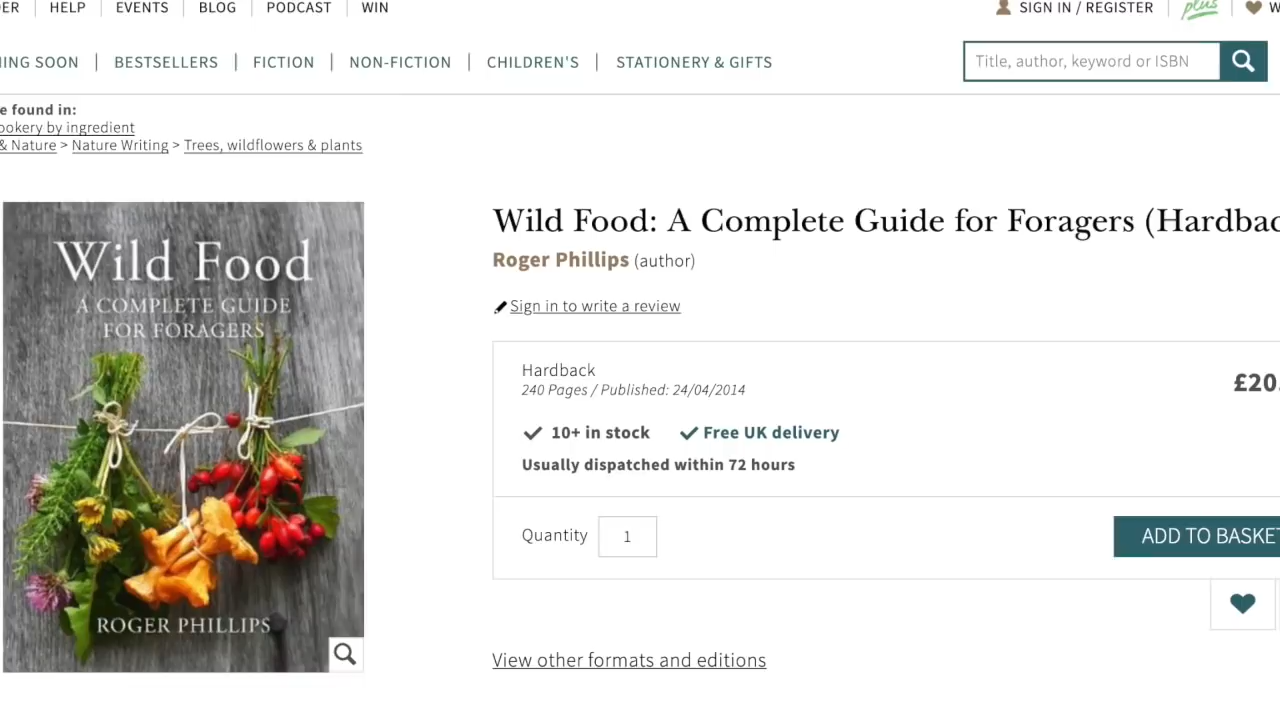 HELP
EVENTS
BLOG
PODCAST
WIN
SIGN IN / REGISTER
plus
SOON
BESTSELLERS
FICTION
NON-FICTION
CHILDREN'S
STATIONERY & GIFTS
Title, author, keyword or ISBN
found in:
by ingredient
& Nature > Nature Writing > Trees, wildflowers & plants
Wild Food
A COMPLETE GUIDE
FOR FORAGERS
ROGER PHILLIPS
Wild Food: A Complete Guide for Foragers (Hardbac
Roger Phillips (author)
Sign in to write a review
Hardback
240 Pages / Published: 24/04/2014
£20.
10+ in stock
Free UK delivery
Usually dispatched within 72 hours
Quantity
1
ADD TO BASKET
View other formats and editions